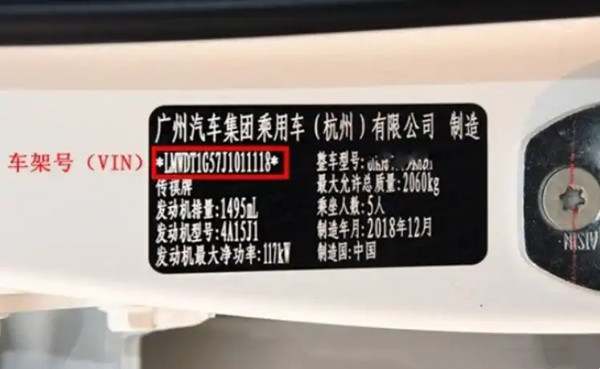 广州汽车集团乘用车（杭州）有限公司 制造
车架号（VIN）
*LMWDT1G57J1011118*
整车型号:
传祺牌
最大允许总质量:2060kg
发动机排量:1495mL
乘坐人数:5人
发动机型号:4A15J1
制造年月:2018年12月
发动机最大净功率:117kW
制造国:中国